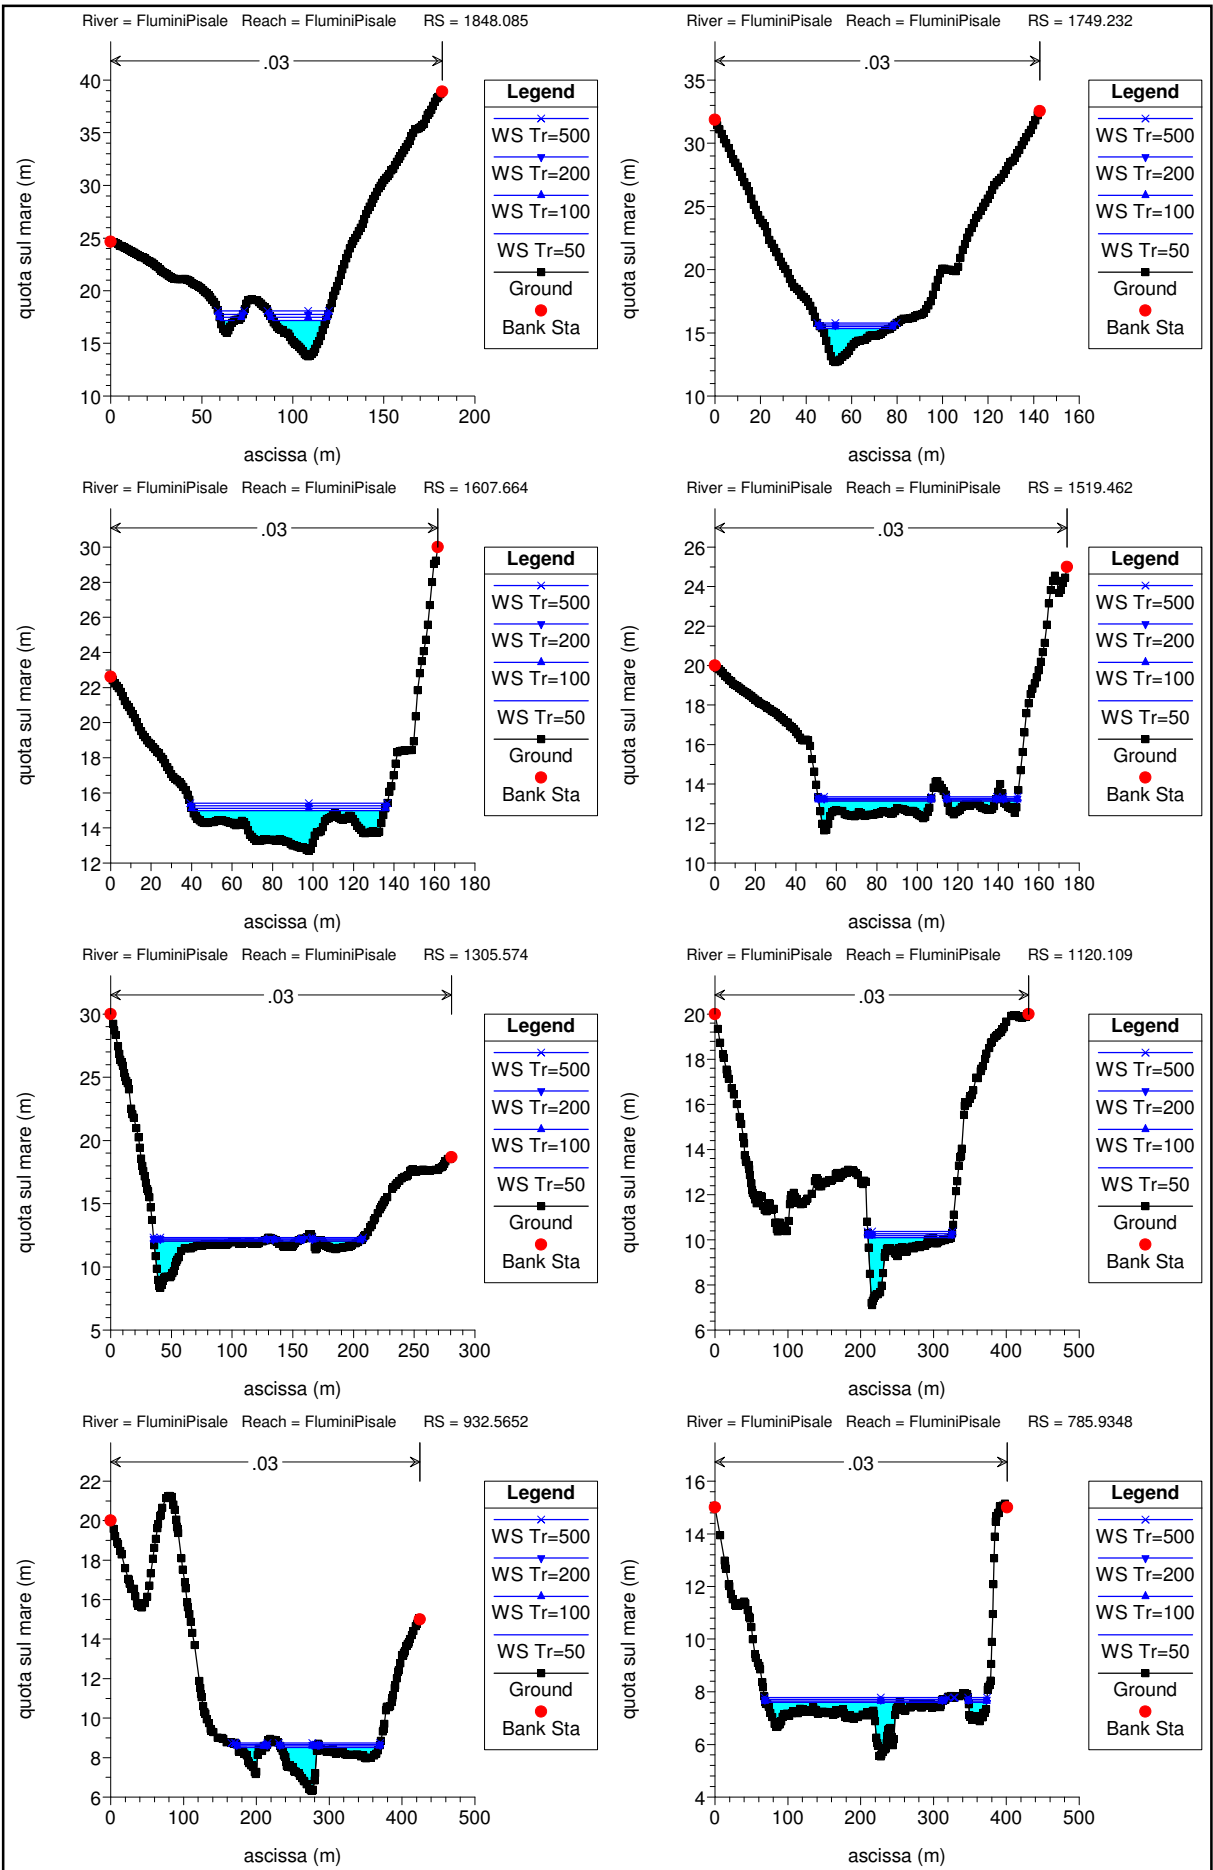 River = FluminiPisale Reach = FluminiPisale RS = 1848.085
.03
40
35
30
25
20
15
10
0 50 100 150 200
quota sul mare (m)
ascissa (m)
Legend
WS Tr=500
WS Tr=200
WS Tr=100
WS Tr=50
Ground
Bank Sta
River = FluminiPisale Reach = FluminiPisale RS = 1749.232
.03
35
30
25
20
15
10
0 20 40 60 80 100 120 140 160
quota sul mare (m)
ascissa (m)
Legend
WS Tr=500
WS Tr=200
WS Tr=100
WS Tr=50
Ground
Bank Sta
River = FluminiPisale Reach = FluminiPisale RS = 1607.664
.03
30
28
26
24
22
20
18
16
14
12
0 20 40 60 80 100 120 140 160 180
quota sul mare (m)
ascissa (m)
Legend
WS Tr=500
WS Tr=200
WS Tr=100
WS Tr=50
Ground
Bank Sta
River = FluminiPisale Reach = FluminiPisale RS = 1519.462
.03
26
24
22
20
18
16
14
12
10
0 20 40 60 80 100 120 140 160 180
quota sul mare (m)
ascissa (m)
Legend
WS Tr=500
WS Tr=200
WS Tr=100
WS Tr=50
Ground
Bank Sta
River = FluminiPisale Reach = FluminiPisale RS = 1305.574
.03
30
25
20
15
10
5
0 50 100 150 200 250 300
quota sul mare (m)
ascissa (m)
Legend
WS Tr=500
WS Tr=200
WS Tr=100
WS Tr=50
Ground
Bank Sta
River = FluminiPisale Reach = FluminiPisale RS = 1120.109
.03
20
18
16
14
12
10
8
6
0 100 200 300 400 500
quota sul mare (m)
ascissa (m)
Legend
WS Tr=500
WS Tr=200
WS Tr=100
WS Tr=50
Ground
Bank Sta
River = FluminiPisale Reach = FluminiPisale RS = 932.5652
.03
22
20
18
16
14
12
10
8
6
0 100 200 300 400 500
quota sul mare (m)
ascissa (m)
Legend
WS Tr=500
WS Tr=200
WS Tr=100
WS Tr=50
Ground
Bank Sta
River = FluminiPisale Reach = FluminiPisale RS = 785.9348
.03
16
14
12
10
8
6
4
0 100 200 300 400 500
quota sul mare (m)
ascissa (m)
Legend
WS Tr=500
WS Tr=200
WS Tr=100
WS Tr=50
Ground
Bank Sta